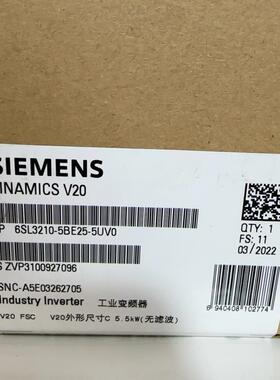 SIEMENS
INAMICS V20
P 6SL3210-5BE25-5UV0
S ZVP3100927096
SNC-A5E03262705
Industry Inverter 工业变频器
V20 FSC V20外形尺寸C 5.5kW(无滤波)
QTY: 1
FS: 11
03/2022
6940408102774